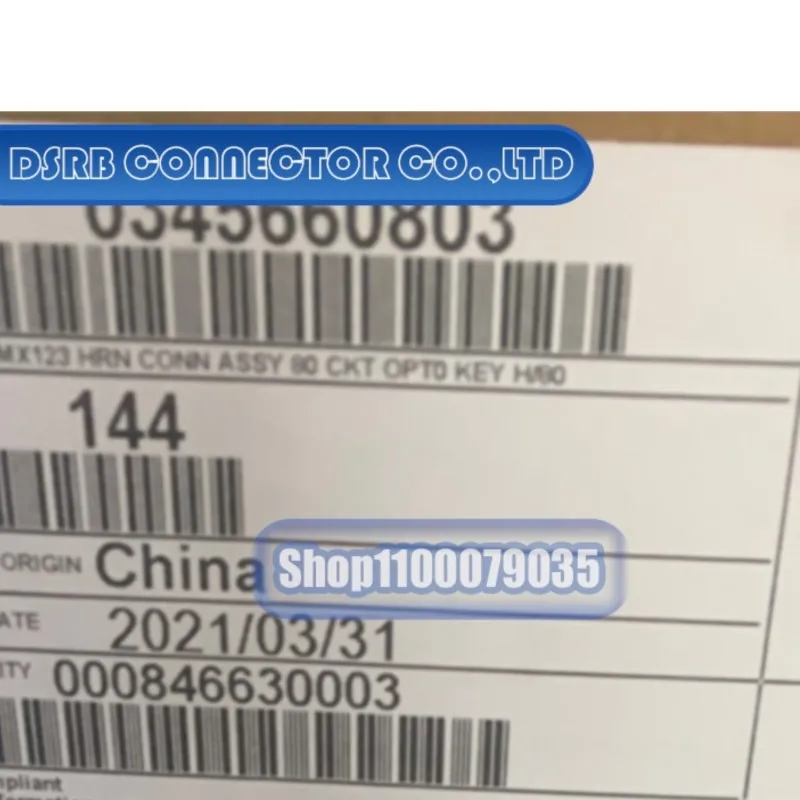 DSRB CONNECTOR CO.,LTD
0345660803
MX123 HRN CONN ASSY 80 CKT OPT0 KEY H/80
144
ORIGIN China
Shop1100079035
ATE 2021/03/31
ITY 000846630003
mpliant